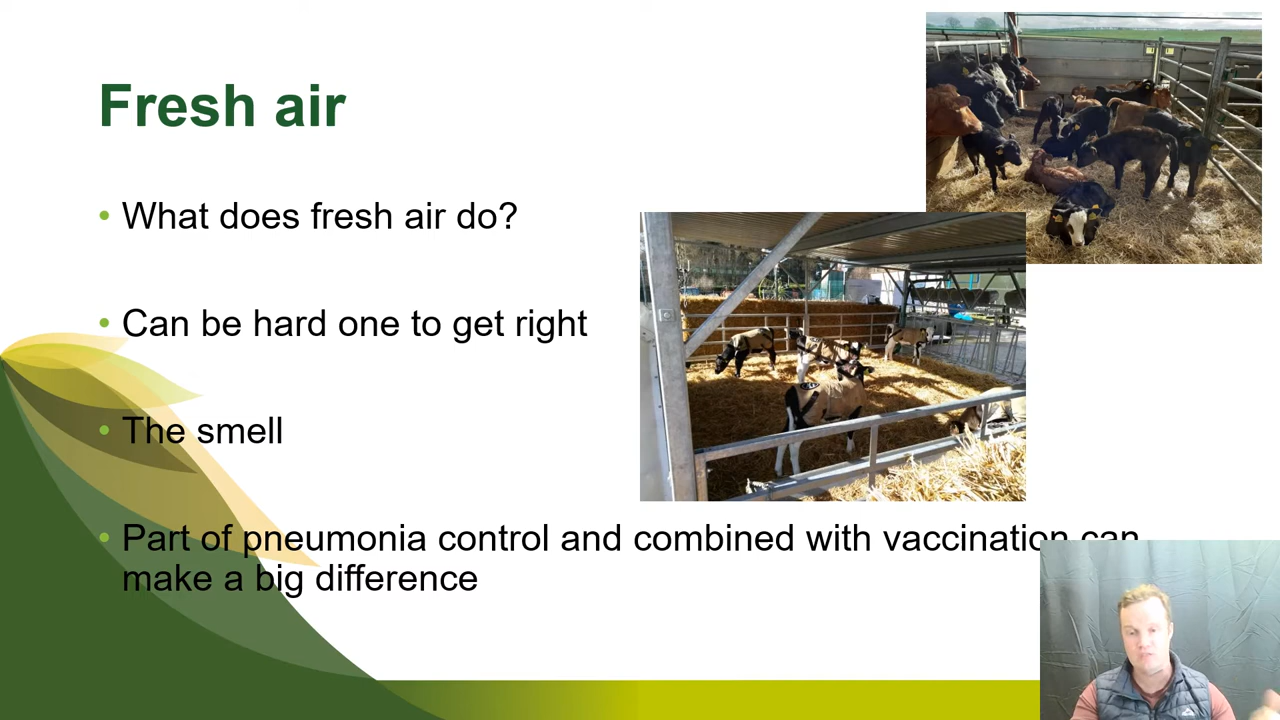 Fresh air
• What does fresh air do?
• Can be hard one to get right
• The smell
• Part of pneumonia control and combined with vaccination can
make a big difference